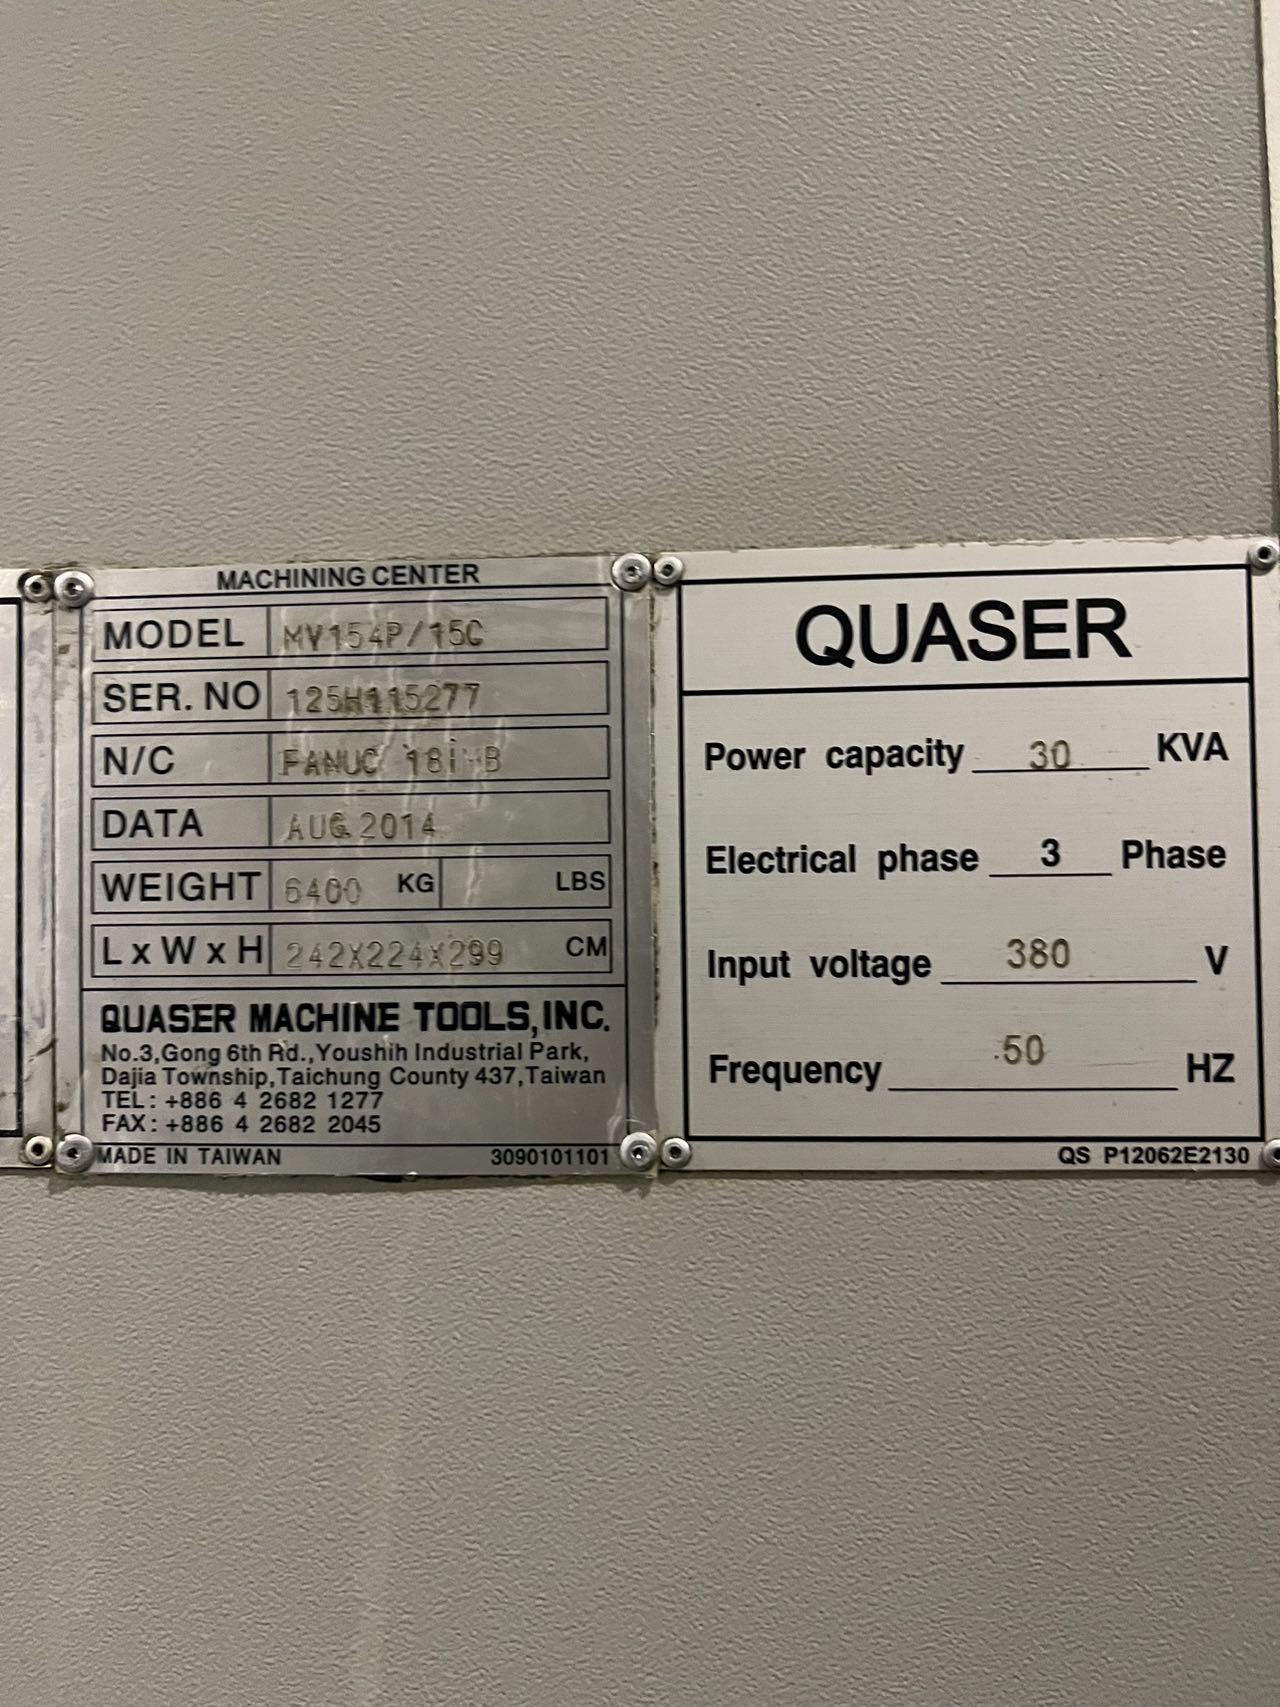 MACHINING CENTER
MODEL MV154P/15C
SER. NO 125H115277
N/C FANUC 18iMB
DATA AUG.2014
WEIGHT 6400 KG LBS
L x W x H 242X224X299 CM
QUASER MACHINE TOOLS, INC.
No.3,Gong 6th Rd.,Youshih Industrial Park,
Dajia Township,Taichung County 437,Taiwan
TEL: +886 4 2682 1277
FAX: +886 4 2682 2045
MADE IN TAIWAN 3090101101
QUASER
Power capacity 30 KVA
Electrical phase 3 Phase
Input voltage 380 V
Frequency 50 HZ
QS P12062E2130